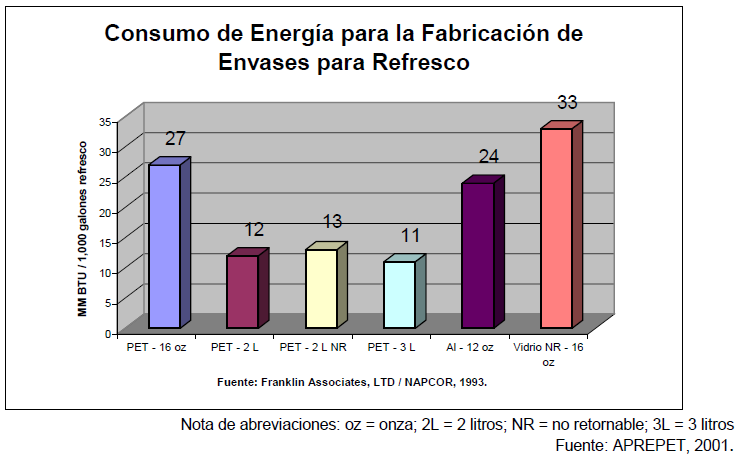 Consumo de Energía para la Fabricación de
Envases para Refresco
MM BTU / 1,000 galones refresco
35
30
25
20
15
10
5
0
27
12
13
11
24
33
PET - 16 oz
PET - 2 L
PET - 2 L NR
PET - 3 L
Al - 12 oz
Vidrio NR - 16
oz
Fuente: Franklin Associates, LTD / NAPCOR, 1993.
Nota de abreviaciones: oz = onza; 2L = 2 litros; NR = no retornable; 3L = 3 litros
Fuente: APREPET, 2001.